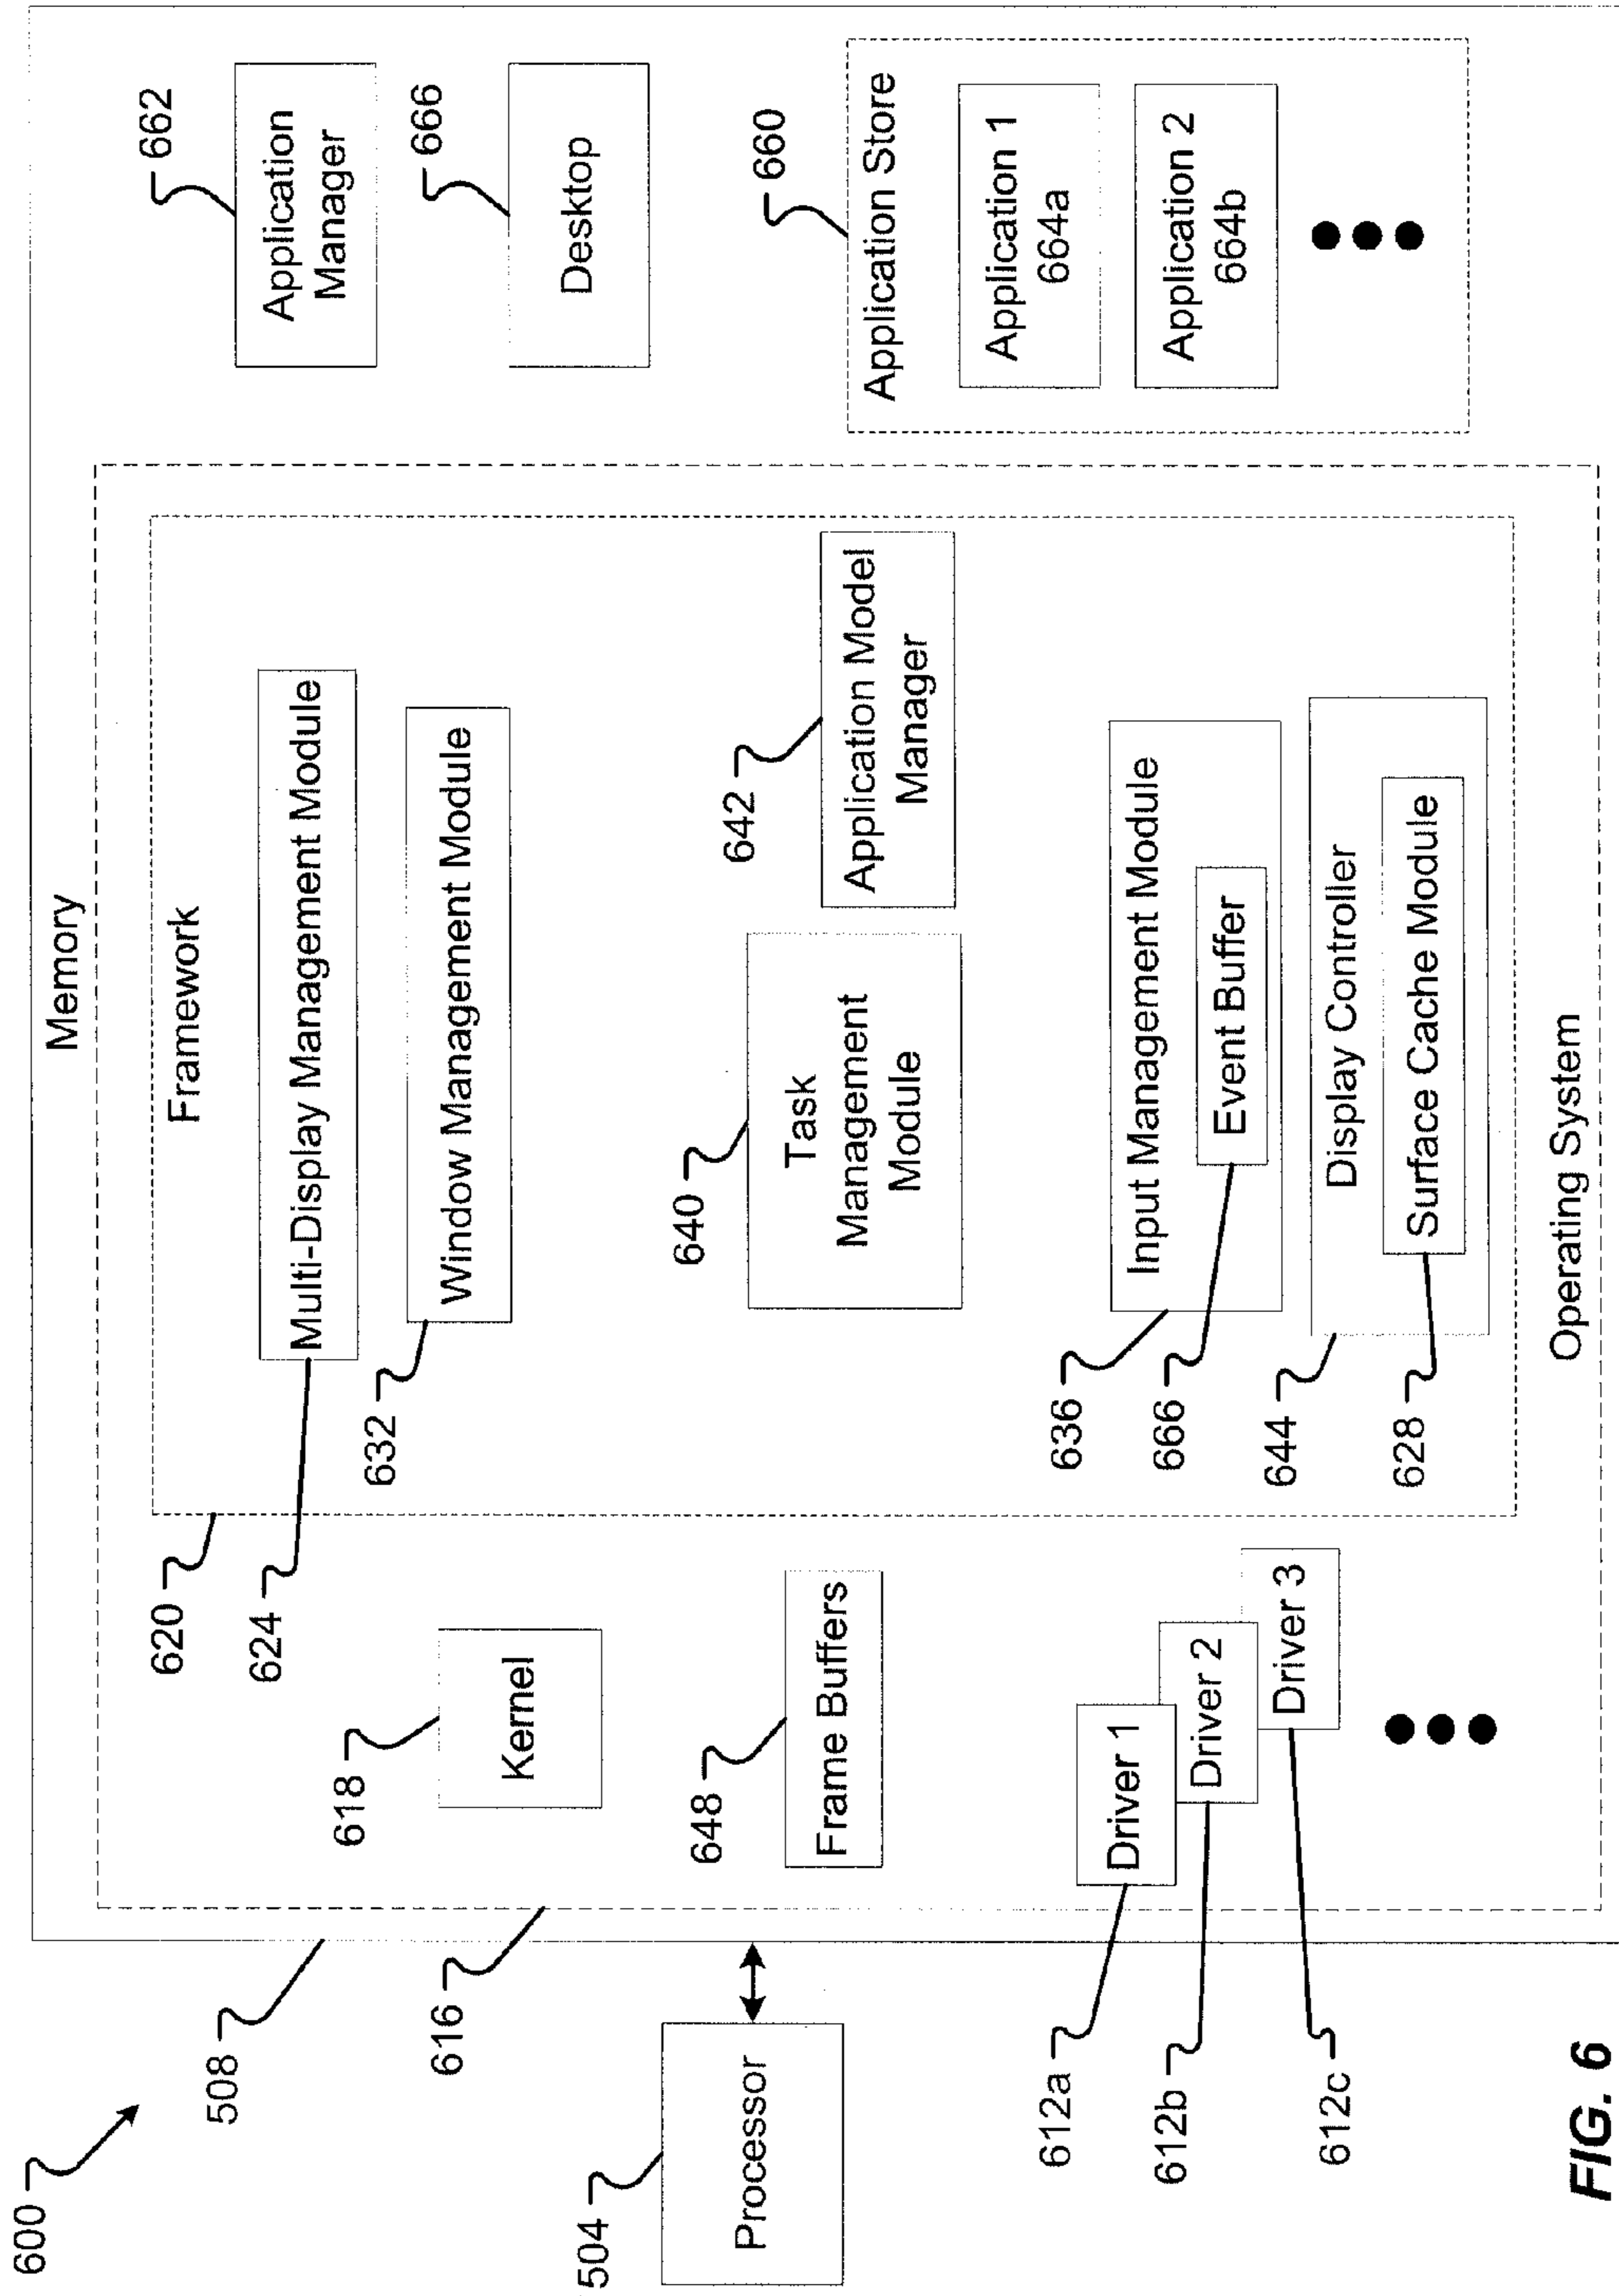 600
508
Memory
616
620
Framework
624
Multi-Display Management Module
632
Window Management Module
618
Kernel
662
Application
Manager
666
Desktop
504
Processor
648
Frame Buffers
640
Task
Management
Module
642
Application Model
Manager
660
Application Store
Application 1
664a
Application 2
664b
612a
Driver 1
612b
Driver 2
612c
Driver 3
636
Input Management Module
666
Event Buffer
644
Display Controller
628
Surface Cache Module
Operating System
FIG. 6